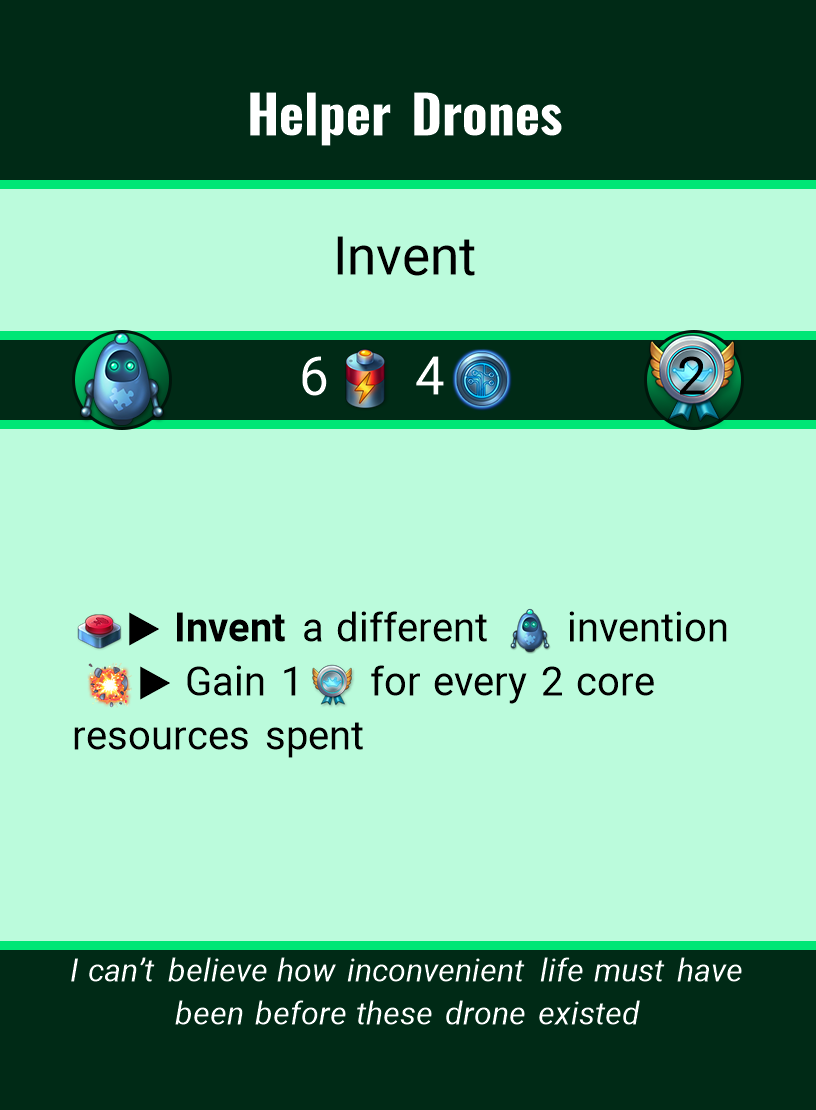 Helper Drones
Invent
6 4 2
▶ Invent a different invention
▶ Gain 1 for every 2 core
resources spent
I can’t believe how inconvenient life must have
been before these drone existed